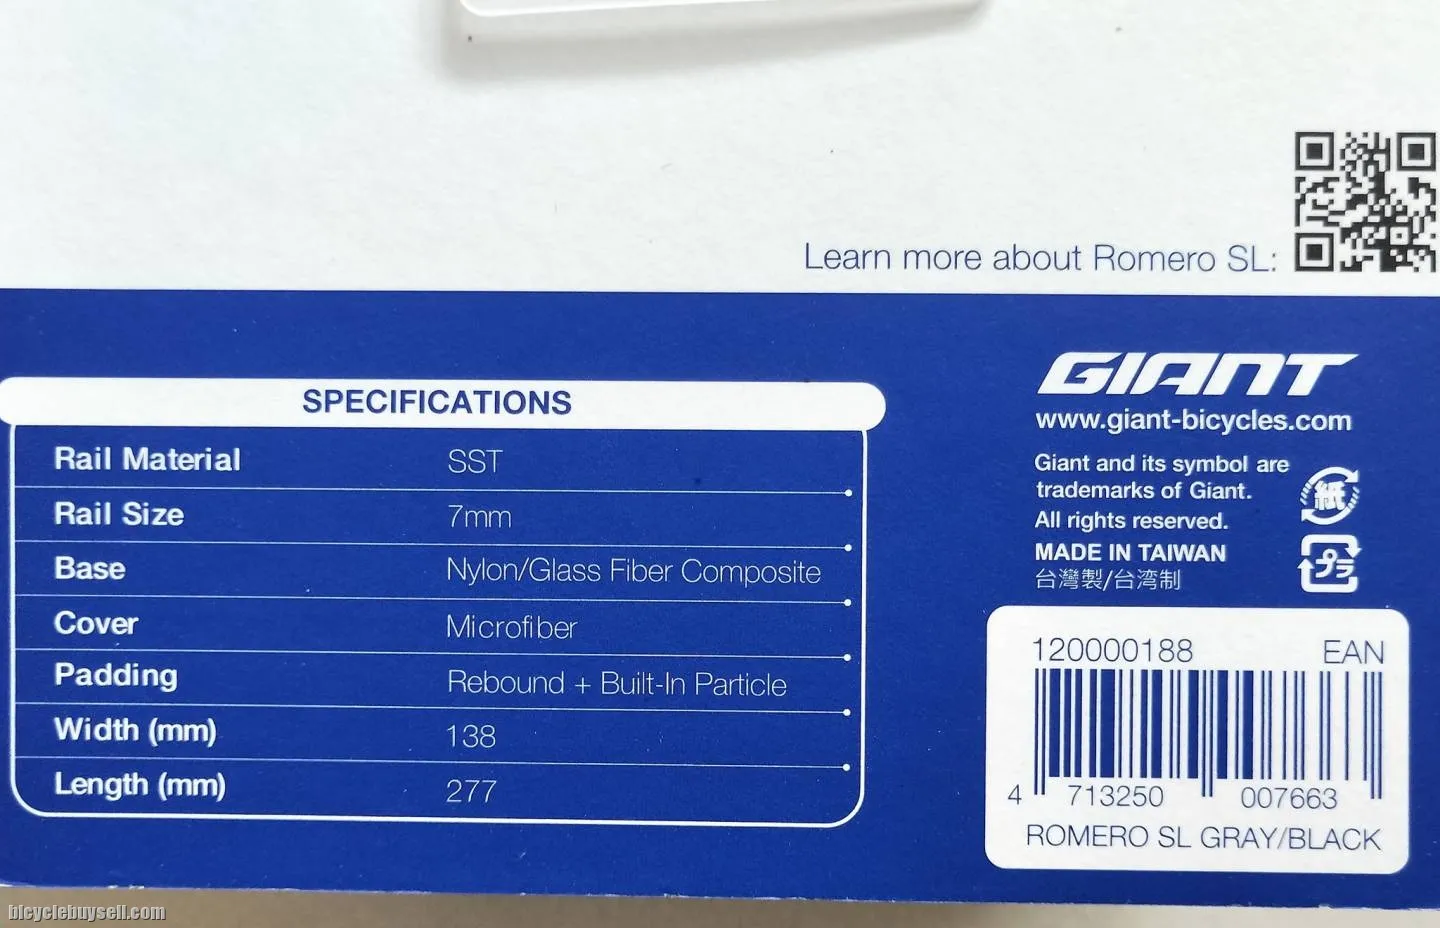 Learn more about Romero SL:
SPECIFICATIONS
Rail Material SST
Rail Size 7mm
Base Nylon/Glass Fiber Composite
Cover Microfiber
Padding Rebound + Built-In Particle
Width (mm) 138
Length (mm) 277
GIANT
www.giant-bicycles.com
Giant and its symbol are
trademarks of Giant.
All rights reserved.
MADE IN TAIWAN
台灣製/台湾制
紙
プラ
120000188 EAN
4 713250 007663
ROMERO SL GRAY/BLACK
bicyclebuysell.com